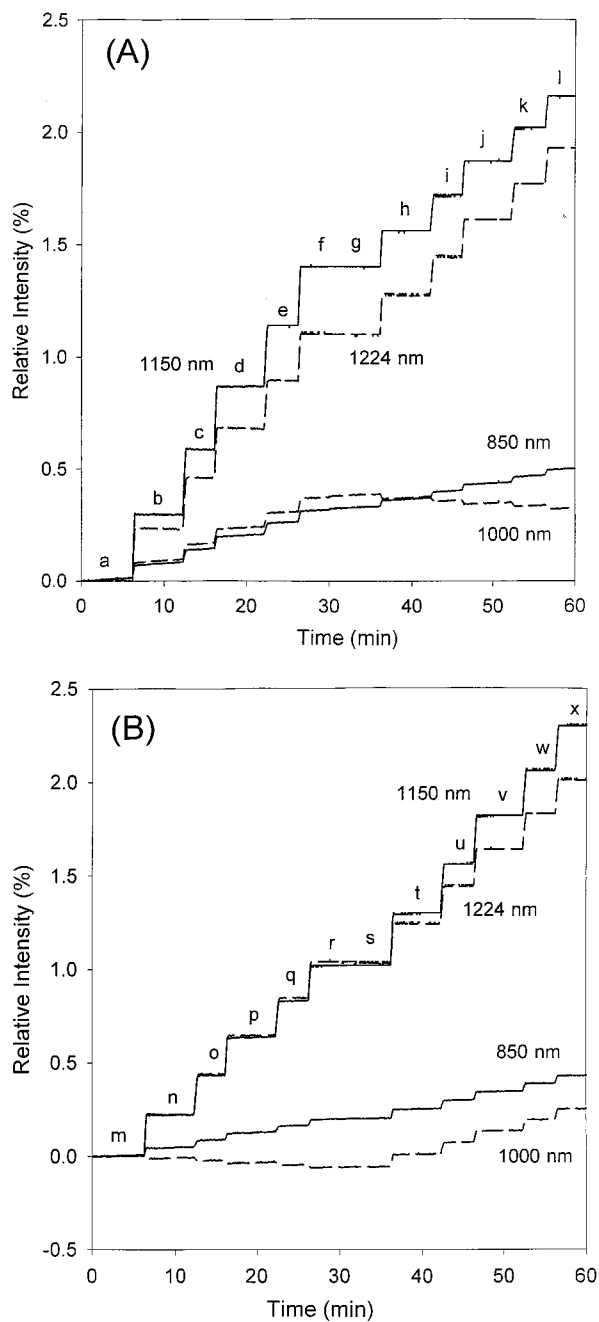 (A)
2.5
2.0
1.5
1.0
0.5
0.0
Relative Intensity (%)
a
b
c
d
e
f
g
h
i
j
k
l
1150 nm
1224 nm
850 nm
1000 nm
0
10
20
30
40
50
60
Time (min)
(B)
2.5
2.0
1.5
1.0
0.5
0.0
-0.5
Relative Intensity (%)
m
n
o
p
q
r
s
t
u
v
w
x
1150 nm
1224 nm
850 nm
1000 nm
0
10
20
30
40
50
60
Time (min)